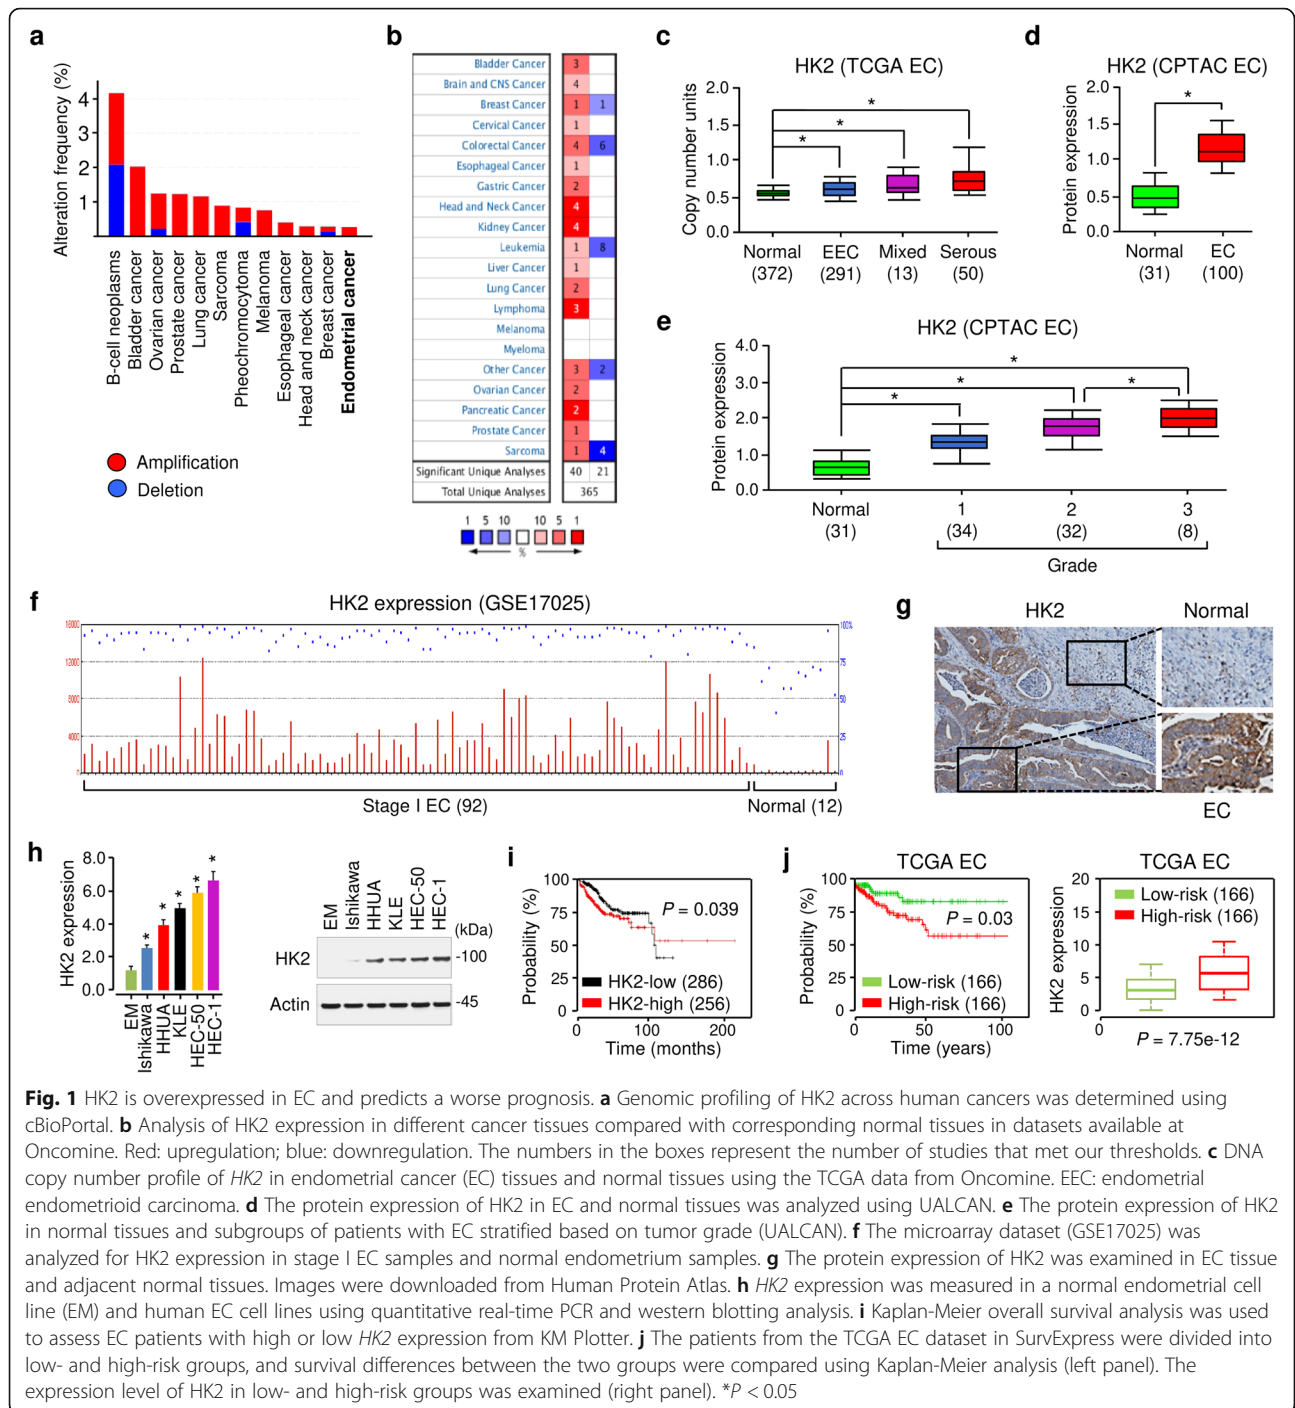 a
Alteration frequency (%)
4
3
2
1
B-cell neoplasms
Bladder cancer
Ovarian cancer
Prostate cancer
Lung cancer
Sarcoma
Pheochromocytoma
Melanoma
Esophageal cancer
Head and neck cancer
Breast cancer
Endometrial cancer
Amplification
Deletion
b
Bladder Cancer 3
Brain and CNS Cancer 4
Breast Cancer 1 1
Cervical Cancer 1
Colorectal Cancer 4 6
Esophageal Cancer 1
Gastric Cancer 2
Head and Neck Cancer 4
Kidney Cancer 4
Leukemia 1 8
Liver Cancer 1
Lung Cancer 2
Lymphoma 3
Melanoma
Myeloma
Other Cancer 3 2
Ovarian Cancer 2
Pancreatic Cancer 2
Prostate Cancer 1
Sarcoma 1 4
Significant Unique Analyses 40 21
Total Unique Analyses 365
1 5 10 10 5 1
%
c
HK2 (TCGA EC)
Copy number units
2.0
1.5
1.0
0.5
0.0
* * *
Normal EEC Mixed Serous
(372) (291) (13) (50)
d
HK2 (CPTAC EC)
Protein expression
2.0
1.0
0.0
*
Normal EC
(31) (100)
e
HK2 (CPTAC EC)
Protein expression
4.0
3.0
2.0
1.0
0.0
* * * *
Normal 1 2 3
(31) (34) (32) (8)
Grade
f
HK2 expression (GSE17025)
16000
12000
8000
4000
0
100%
75
50
25
0
Stage I EC (92) Normal (12)
g
HK2 Normal
EC
h
HK2 expression
8.0
6.0
4.0
2.0
0.0
* * * * *
EM
Ishikawa
HHUA
KLE
HEC-50
HEC-1
EM
Ishikawa
HHUA
KLE
HEC-50
HEC-1
(kDa)
HK2 -100
Actin -45
i
Probability (%)
100
75
50
25
0
P = 0.039
HK2-low (286)
HK2-high (256)
0 100 200
Time (months)
j
TCGA EC
Probability (%)
100
75
50
25
0
P = 0.03
Low-risk (166)
High-risk (166)
0 50 100
Time (years)
TCGA EC
HK2 expression
20
15
10
5
0
Low-risk (166)
High-risk (166)
0
P = 7.75e-12
Fig. 1 HK2 is overexpressed in EC and predicts a worse prognosis. a Genomic profiling of HK2 across human cancers was determined using
cBioPortal. b Analysis of HK2 expression in different cancer tissues compared with corresponding normal tissues in datasets available at
Oncomine. Red: upregulation; blue: downregulation. The numbers in the boxes represent the number of studies that met our thresholds. c DNA
copy number profile of HK2 in endometrial cancer (EC) tissues and normal tissues using the TCGA data from Oncomine. EEC: endometrial
endometrioid carcinoma. d The protein expression of HK2 in EC and normal tissues was analyzed using UALCAN. e The protein expression of HK2
in normal tissues and subgroups of patients with EC stratified based on tumor grade (UALCAN). f The microarray dataset (GSE17025) was
analyzed for HK2 expression in stage I EC samples and normal endometrium samples. g The protein expression of HK2 was examined in EC tissue
and adjacent normal tissues. Images were downloaded from Human Protein Atlas. h HK2 expression was measured in a normal endometrial cell
line (EM) and human EC cell lines using quantitative real-time PCR and western blotting analysis. i Kaplan-Meier overall survival analysis was used
to assess EC patients with high or low HK2 expression from KM Plotter. j The patients from the TCGA EC dataset in SurvExpress were divided into
low- and high-risk groups, and survival differences between the two groups were compared using Kaplan-Meier analysis (left panel). The
expression level of HK2 in low- and high-risk groups was examined (right panel). *P < 0.05